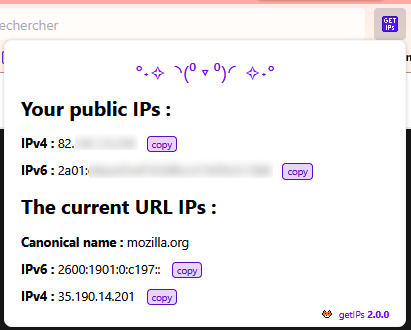 echercher
GET
IPs
°˖✧ ◝(⁰ ▿ ⁰)◜ ✧˖°
Your public IPs :
IPv4 : 82. copy
IPv6 : 2a01: copy
The current URL IPs :
Canonical name : mozilla.org
IPv6 : 2600:1901:0:c197:: copy
IPv4 : 35.190.14.201 copy
getIPs 2.0.0